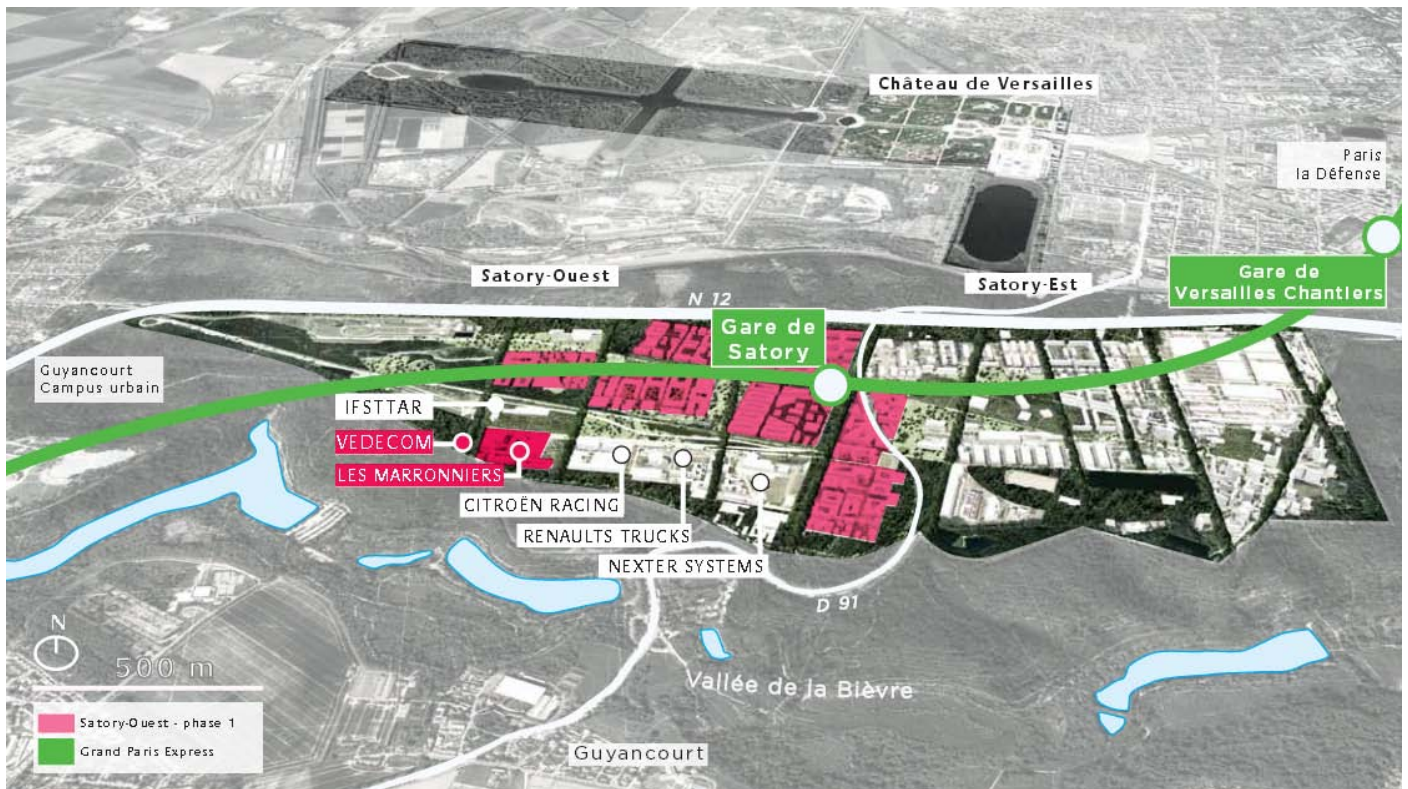 Château de Versailles
Paris
la Défense
Satory-Ouest
Satory-Est
Gare de
Versailles Chantiers
N 12
Gare de
Satory
Guyancourt
Campus urbain
IFSTTAR
VEDECOM
LES MARRONNIERS
CITROËN RACING
RENAULTS TRUCKS
NEXTER SYSTEMS
D 91
N
500 m
Vallée de la Bièvre
Satory-Ouest - phase 1
Grand Paris Express
Guyancourt